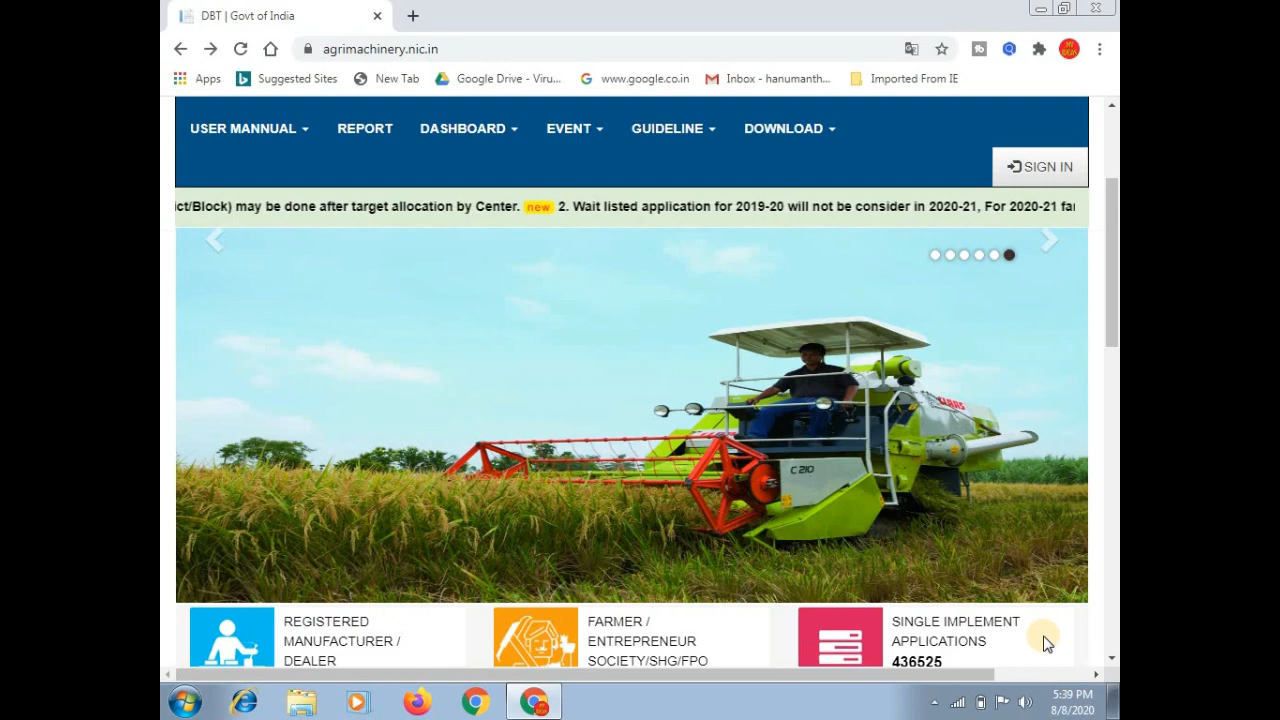 DBT | Govt of India
agrimachinery.nic.in
Apps Suggested Sites New Tab Google Drive - Viru... www.google.co.in Inbox - hanumanth... Imported From IE
USER MANNUAL REPORT DASHBOARD EVENT GUIDELINE DOWNLOAD
SIGN IN
ict/Block) may be done after target allocation by Center. new 2. Wait listed application for 2019-20 will not be consider in 2020-21, For 2020-21 far
CLAAS
C 210
REGISTERED
MANUFACTURER /
DEALER
FARMER /
ENTREPRENEUR
SOCIETY/SHG/FPO
SINGLE IMPLEMENT
APPLICATIONS
436525
5:39 PM
8/8/2020